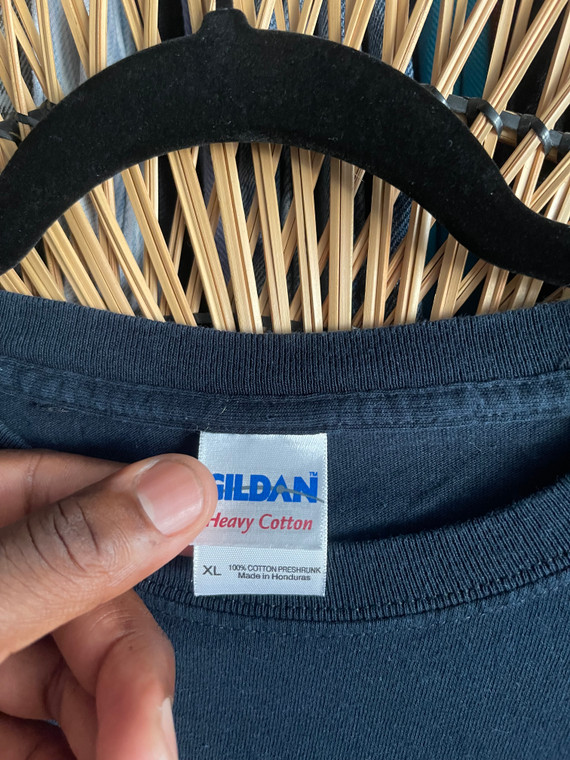 GILDAN™
Heavy Cotton
XL 100% COTTON PRESHRUNK
Made in Honduras